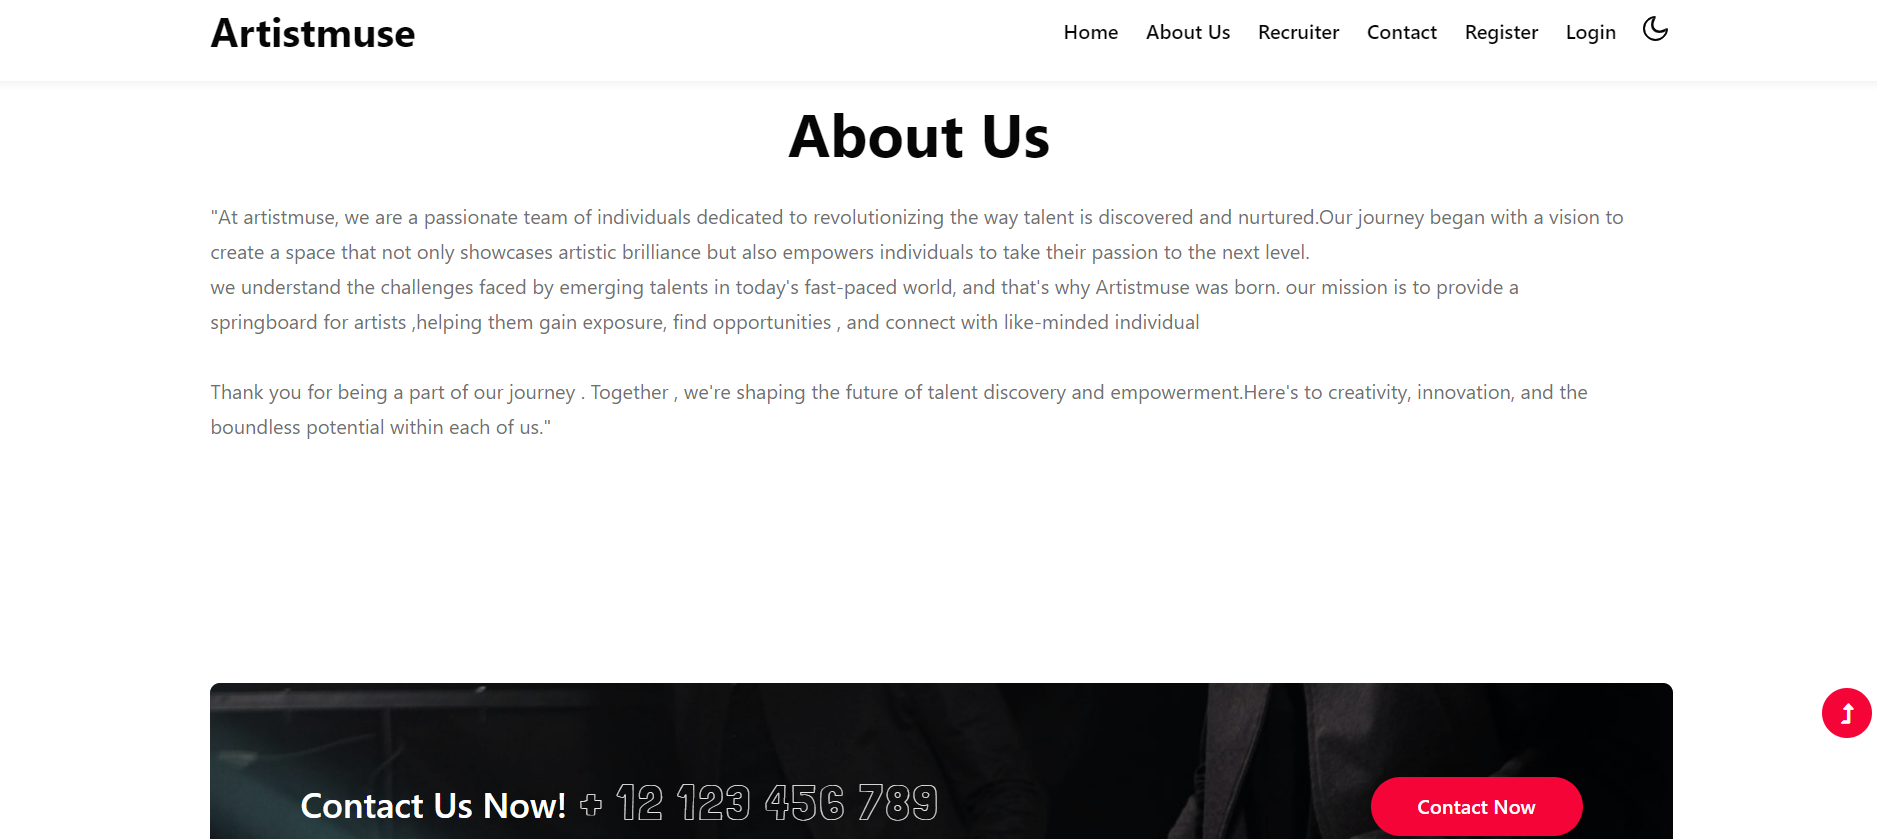 Artistmuse
Home About Us Recruiter Contact Register Login
About Us
"At artistmuse, we are a passionate team of individuals dedicated to revolutionizing the way talent is discovered and nurtured.Our journey began with a vision to
create a space that not only showcases artistic brilliance but also empowers individuals to take their passion to the next level.
we understand the challenges faced by emerging talents in today's fast-paced world, and that's why Artistmuse was born. our mission is to provide a
springboard for artists ,helping them gain exposure, find opportunities , and connect with like-minded individual
Thank you for being a part of our journey . Together , we're shaping the future of talent discovery and empowerment.Here's to creativity, innovation, and the
boundless potential within each of us."
Contact Us Now! + 12 123 456 789
Contact Now